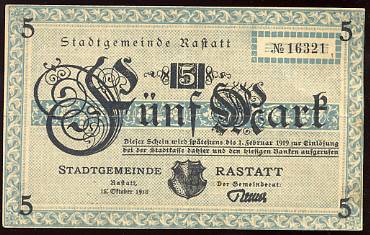 5 5
Stadtgemeinde Rastatt
№ 16321
5
Fünf Mark
Dieser Schein wird spätestens bis 1. Februar 1919 zur Einlösung
bei der Stadtkasse dahier und den hiesigen Banken aufgerufen
STADTGEMEINDE RASTATT
Rastatt, Der Gemeinderat:
15. Oktober 1918
5 5